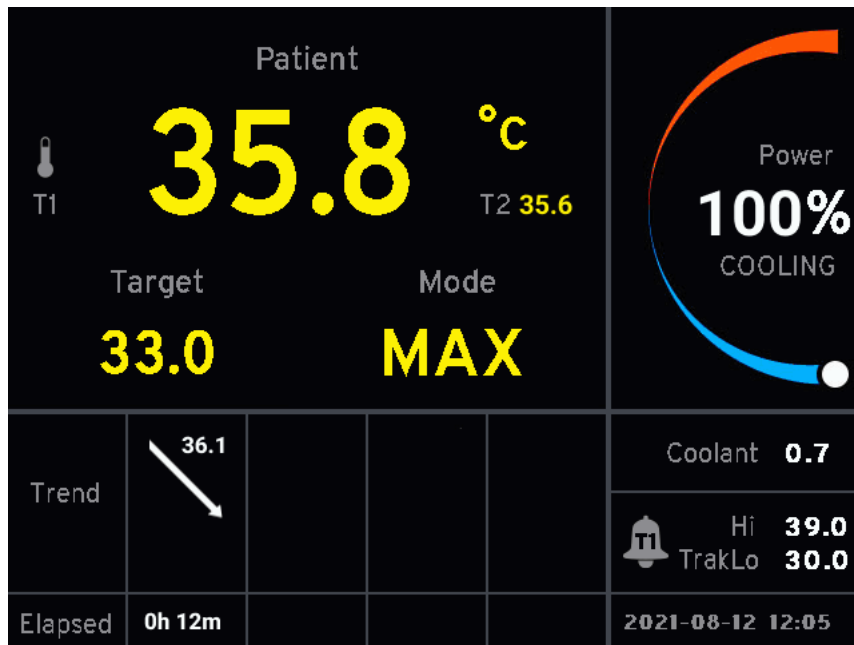 Patient
35.8 °C
T1
T2 35.6
Target
Mode
33.0
MAX
Power
100%
COOLING
Trend
36.1
Elapsed
0h 12m
Coolant 0.7
T1
Hi 39.0
TrakLo 30.0
2021-08-12 12:05